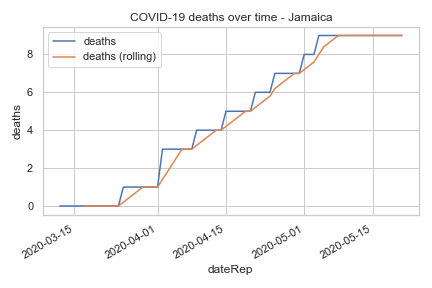 COVID-19 deaths over time - Jamaica
deaths
deaths (rolling)
deaths
8
6
4
2
0
2020-03-15
2020-04-01
2020-04-15
2020-05-01
2020-05-15
dateRep